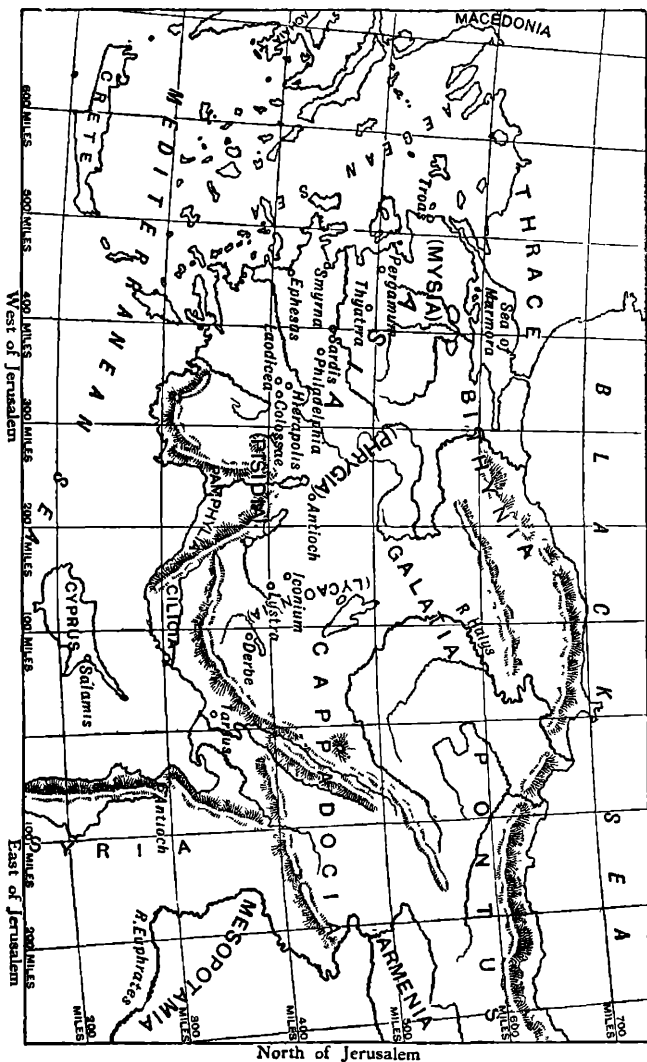 MACEDONIA
THRACE
BLACK SEA
AEGEAN SEA
Sea of
Marmora
Troas
(MYSIA)
BITHYNIA
PONTUS
Pergamum
ASIA
Thyatira
Sardis
Smyrna
Philadelphia
Ephesus
Hierapolis
Laodicea
Colossae
(PHRYGIA)
GALATIA
R. Halys
Antioch
(PISIDIA)
(LYCAONIA)
Iconium
Lystra
Derbe
CAPPADOCIA
ARMENIA
PAMPHYLIA
CILICIA
Tarsus
MEDITERRANEAN SEA
CRETE
CYPRUS
Salamis
Antioch
SYRIA
MESOPOTAMIA
R. Euphrates
600 MILES
500 MILES
400 MILES
300 MILES
200 MILES
100 MILES
100 MILES
200 MILES
West of Jerusalem
East of Jerusalem
200 MILES
300 MILES
400 MILES
500 MILES
600 MILES
700 MILES
North of Jerusalem